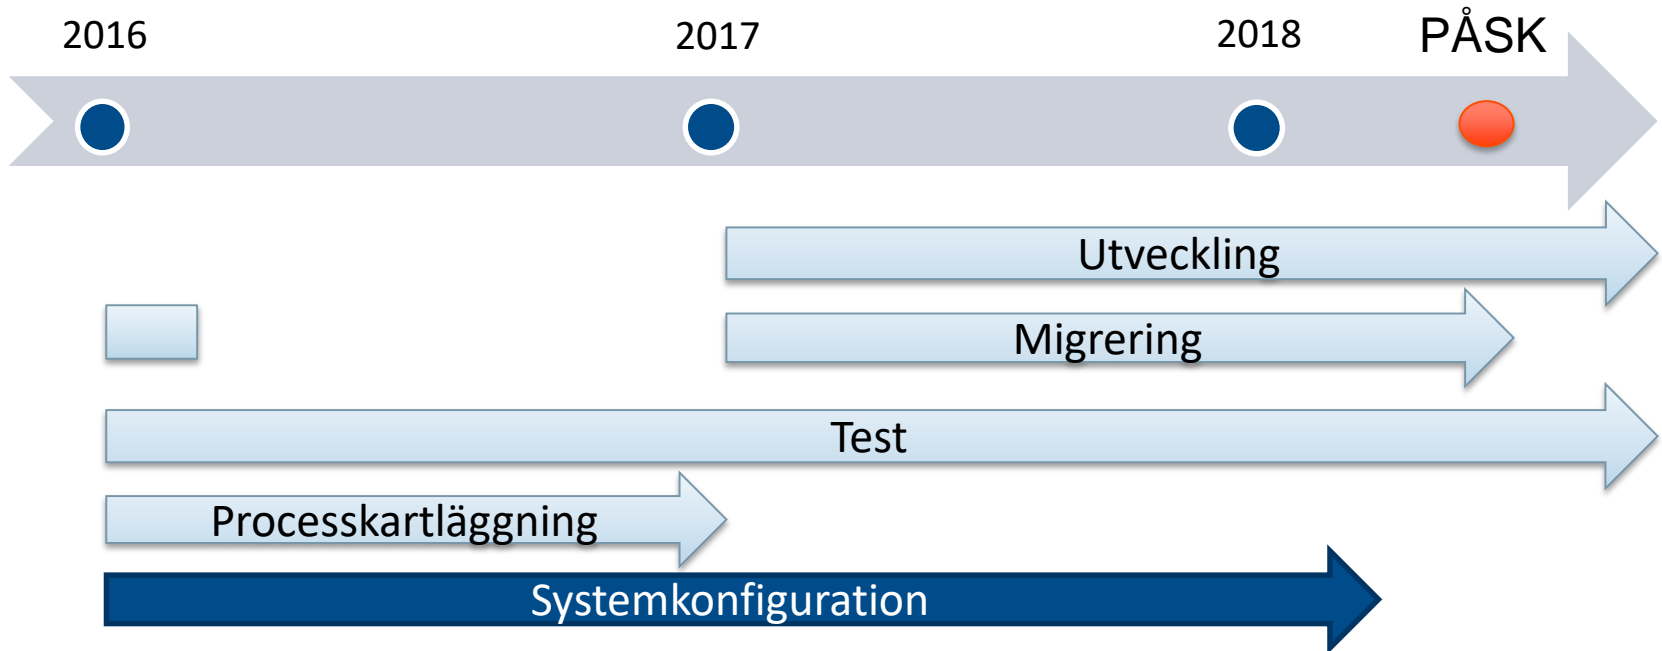 2016
2017
2018
PÅSK
Utveckling
Migrering
Test
Processkartläggning
Systemkonfiguration